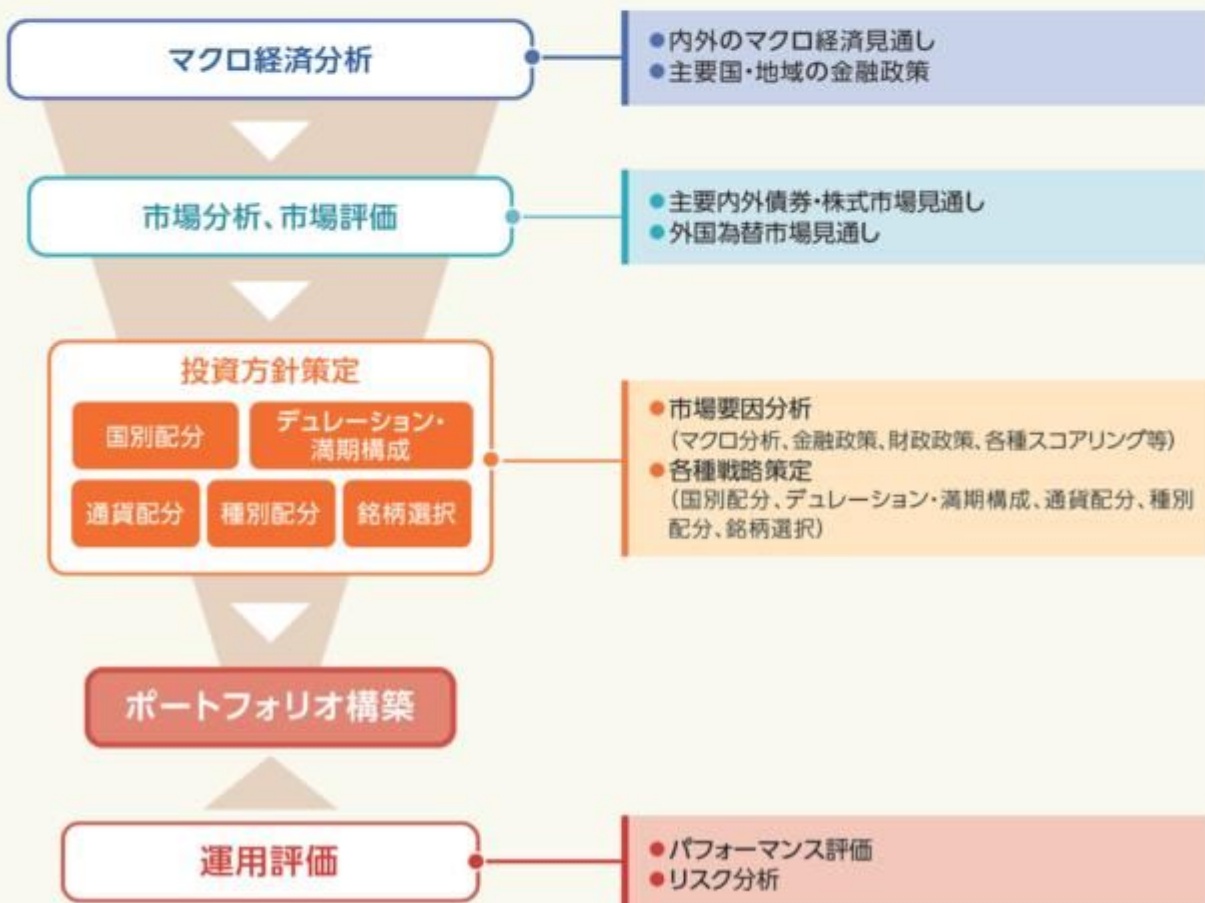 マクロ経済分析
●内外のマクロ経済見通し
●主要国・地域の金融政策
市場分析、市場評価
●主要内外債券・株式市場見通し
●外国為替市場見通し
投資方針策定
国別配分
デュレーション・
満期構成
通貨配分
種別配分
銘柄選択
●市場要因分析
(マクロ分析、金融政策、財政政策、各種スコアリング等)
●各種戦略策定
(国別配分、デュレーション・満期構成、通貨配分、種別
配分、銘柄選択)
ポートフォリオ構築
運用評価
●パフォーマンス評価
●リスク分析